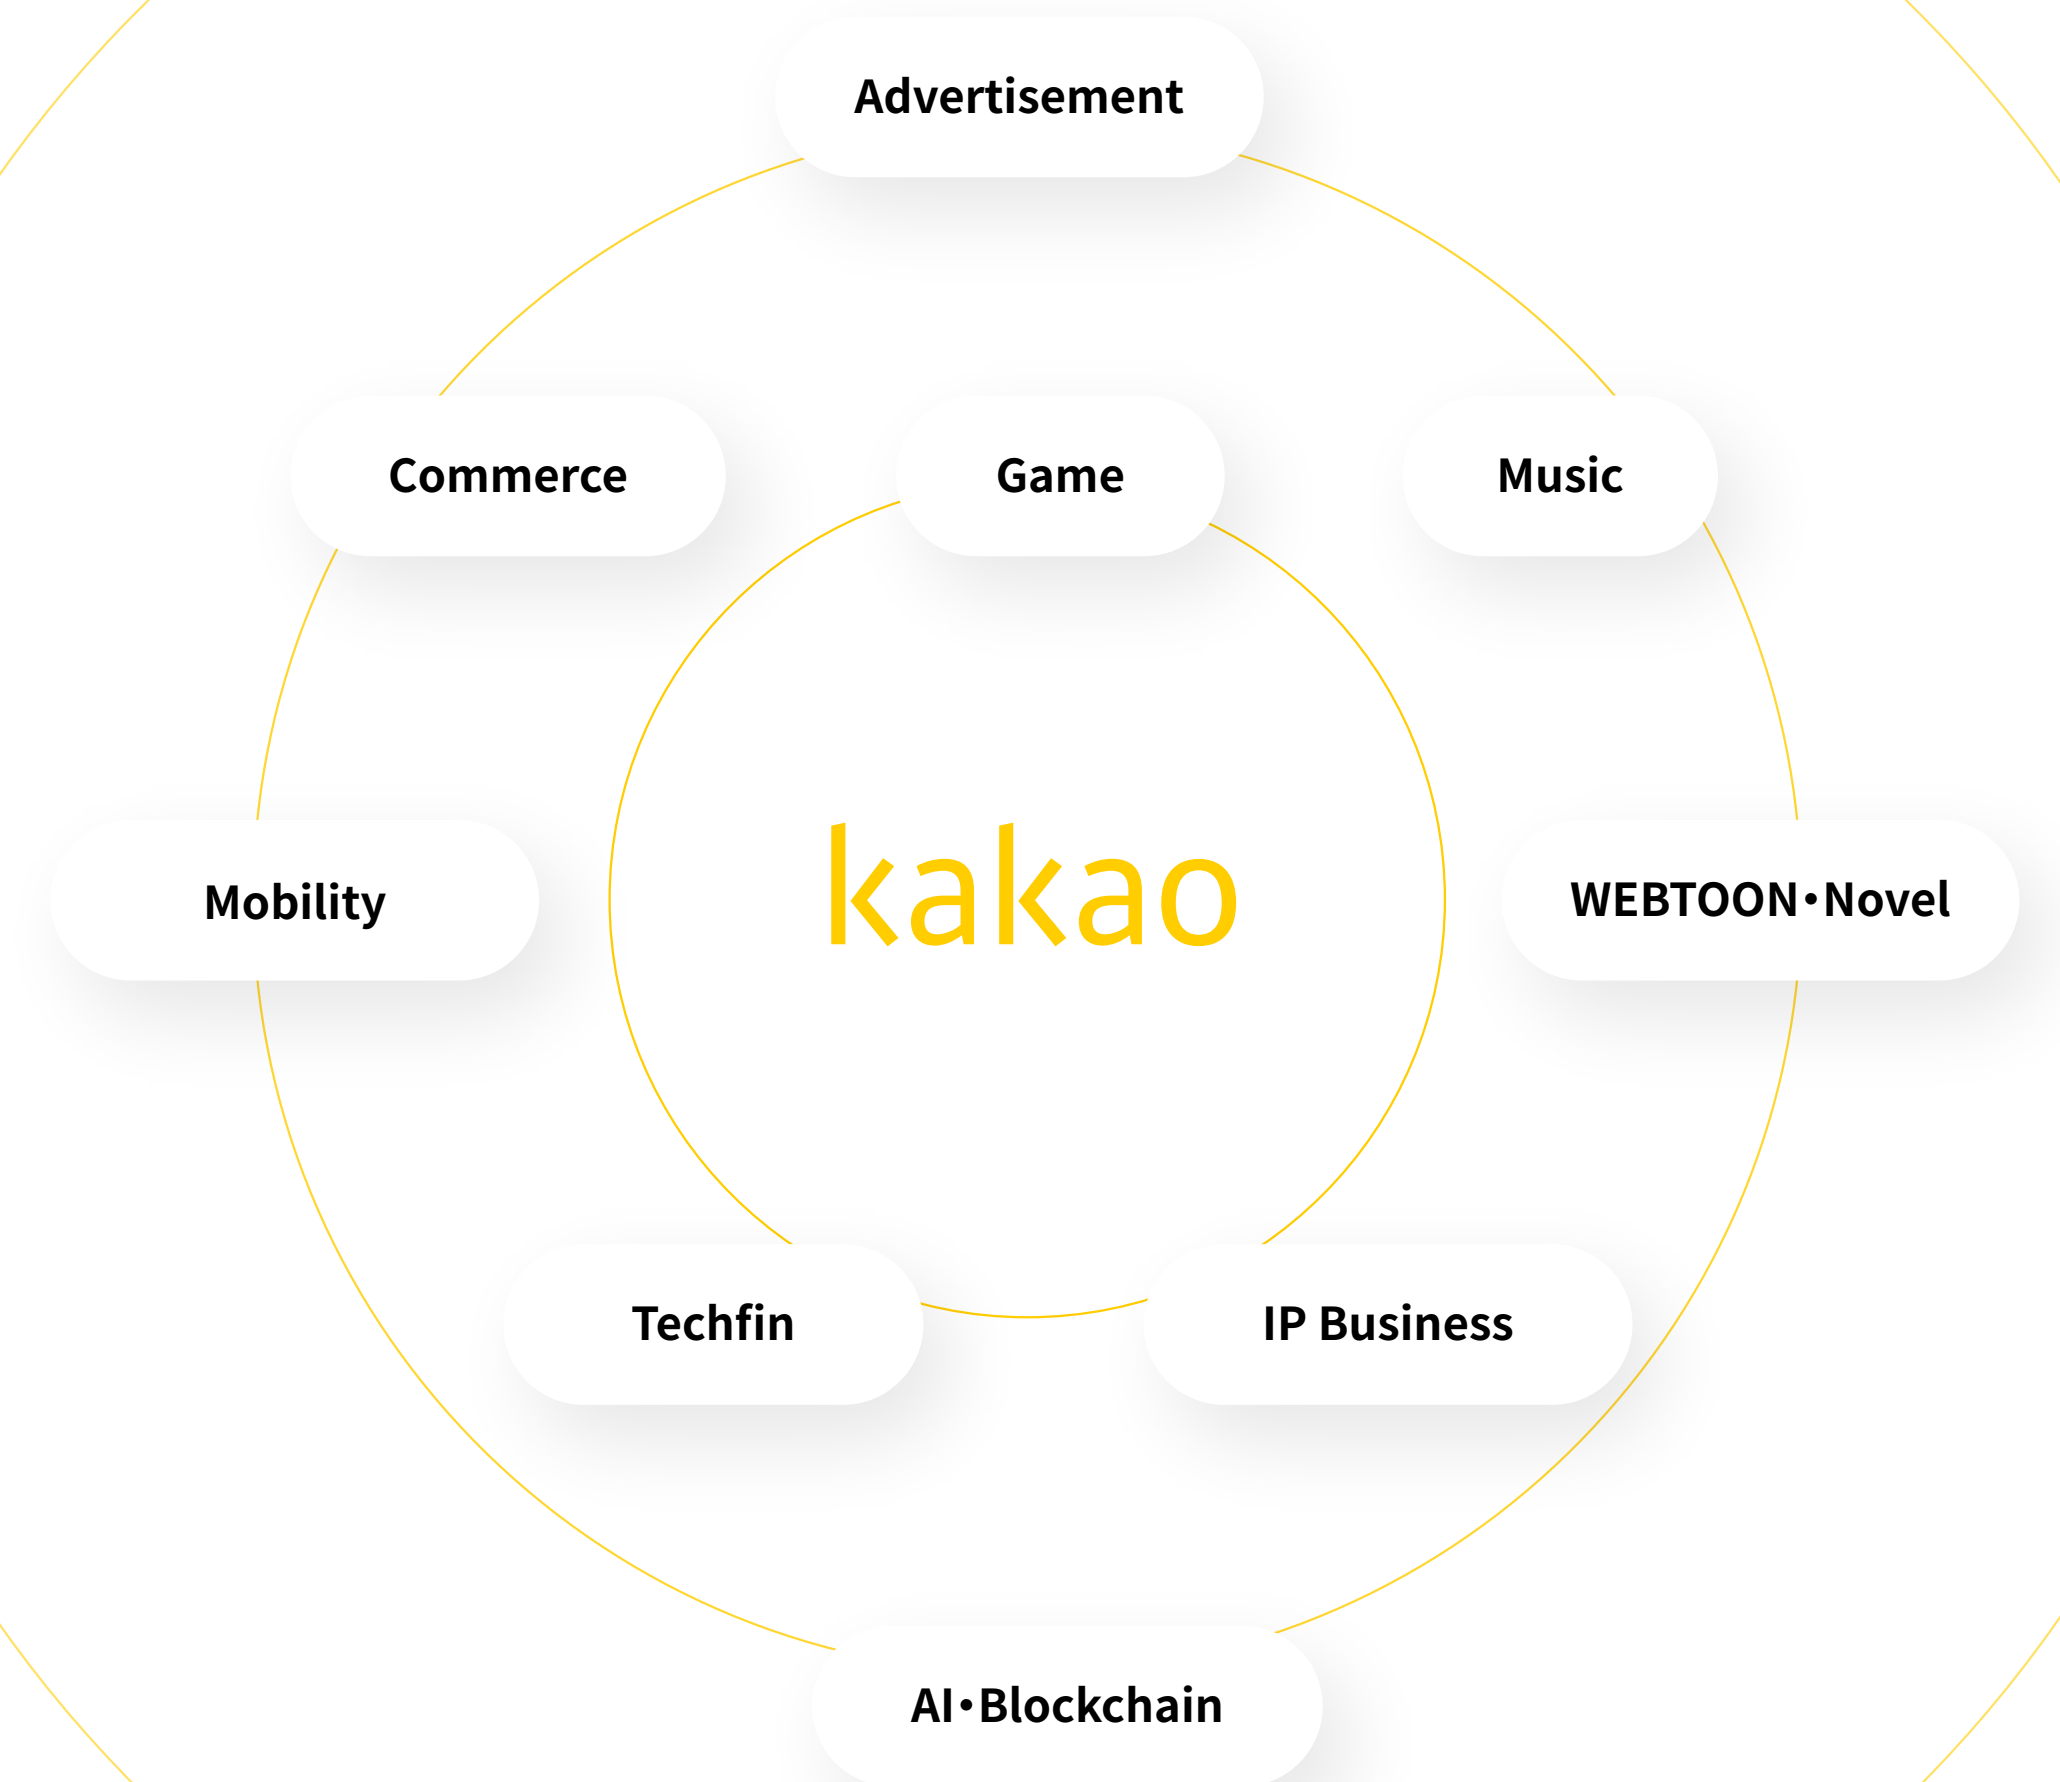 Advertisement
Commerce
Game
Music
kakao
Mobility
WEBTOON•Novel
Techfin
IP Business
AI•Blockchain